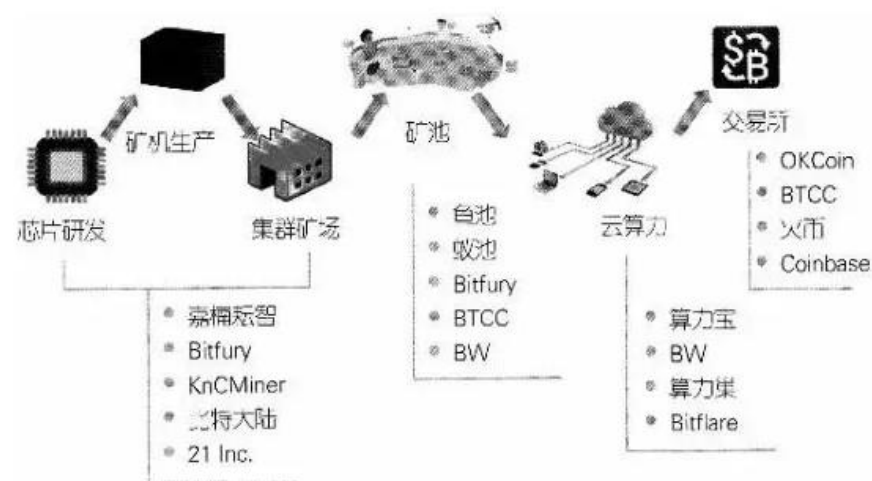 矿机生产
矿池
交易所
芯片研发
集群矿场
云算力
嘉楠耘智
Bitfury
KnCMiner
比特大陆
21 Inc.
鱼池
蚁池
Bitfury
BTCC
BW
算力宝
BW
算力巢
Bitflare
OKCoin
BTCC
火币
Coinbase